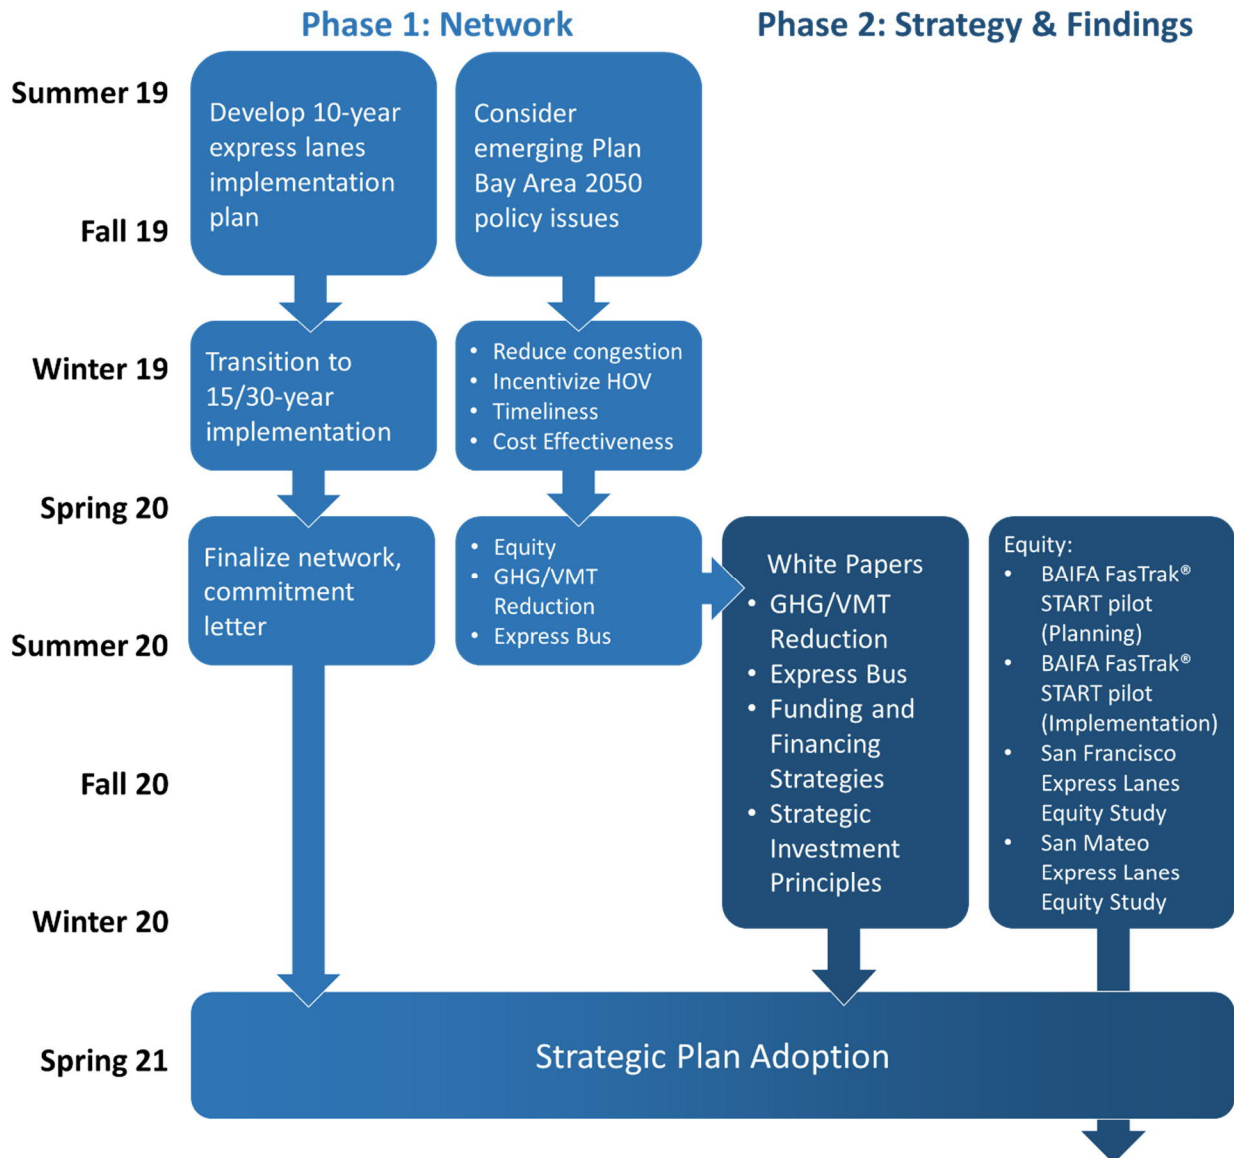 Phase 1: Network
Phase 2: Strategy & Findings
Summer 19
Fall 19
Winter 19
Spring 20
Summer 20
Fall 20
Winter 20
Spring 21
Develop 10-year
express lanes
implementation
plan
Consider
emerging Plan
Bay Area 2050
policy issues
Transition to
15/30-year
implementation
• Reduce congestion
• Incentivize HOV
• Timeliness
• Cost Effectiveness
Finalize network,
commitment
letter
• Equity
• GHG/VMT
Reduction
• Express Bus
White Papers
• GHG/VMT
Reduction
• Express Bus
• Funding and
Financing
Strategies
• Strategic
Investment
Principles
Equity:
• BAIFA FasTrak®
START pilot
(Planning)
• BAIFA FasTrak®
START pilot
(Implementation)
• San Francisco
Express Lanes
Equity Study
• San Mateo
Express Lanes
Equity Study
Strategic Plan Adoption